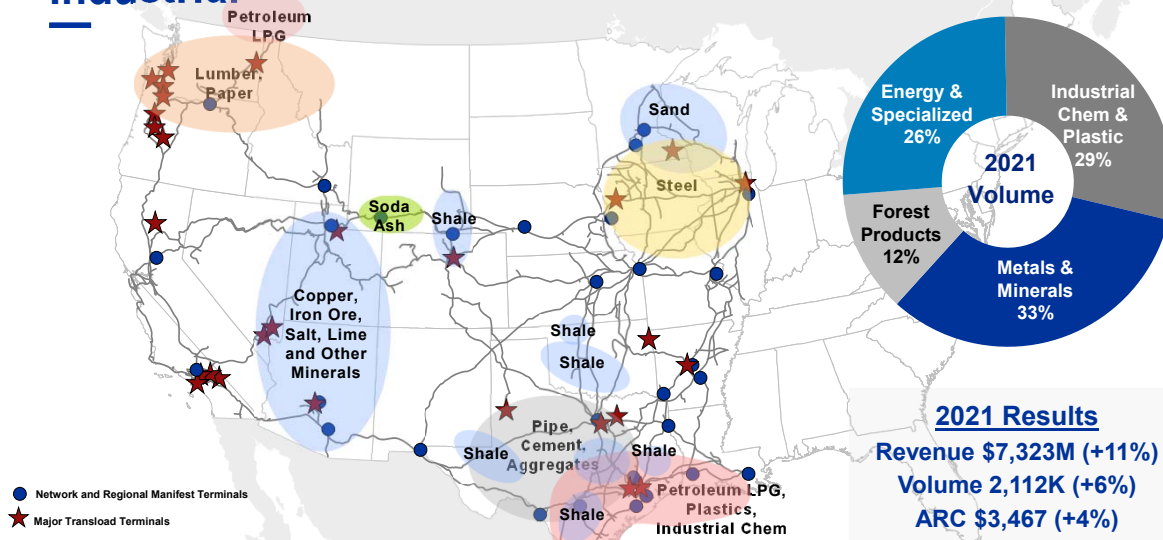 Industrial
Petroleum
LPG
Lumber,
Paper
Sand
Steel
Soda
Ash
Shale
Copper,
Iron Ore,
Salt, Lime
and Other
Minerals
Shale
Shale
Pipe,
Cement,
Aggregates
Shale
Shale
Shale
Petroleum LPG,
Plastics,
Industrial Chem
Network and Regional Manifest Terminals
Major Transload Terminals
Energy &
Specialized
26%
Industrial
Chem &
Plastic
29%
2021
Volume
Forest
Products
12%
Metals &
Minerals
33%
2021 Results
Revenue $7,323M (+11%)
Volume 2,112K (+6%)
ARC $3,467 (+4%)